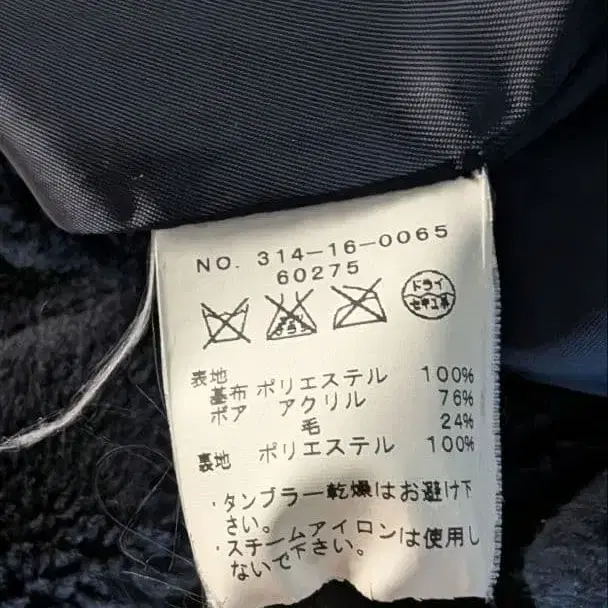 NO. 314-16-0065
60275
ドライ
セキユ系
表地
基布 ポリエステル 100%
ボア アクリル 76%
毛 24%
裏地 ポリエステル 100%
・タンブラー乾燥はお避け下
さい。
・スチームアイロンは使用し
ないで下さい。